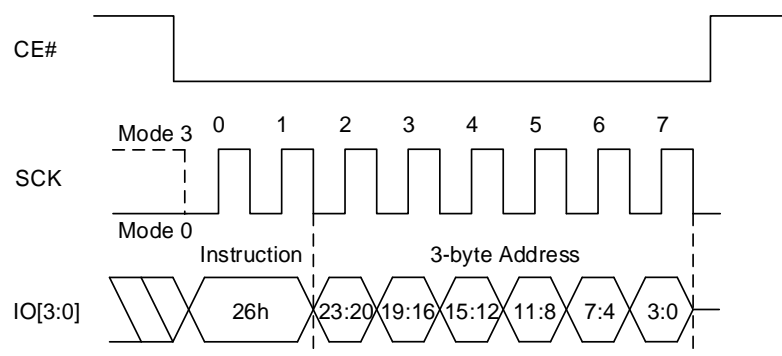 CE#
Mode 3
0 1 2 3 4 5 6 7
SCK
Mode 0
Instruction 3-byte Address
IO[3:0] 26h 23:20 19:16 15:12 11:8 7:4 3:0